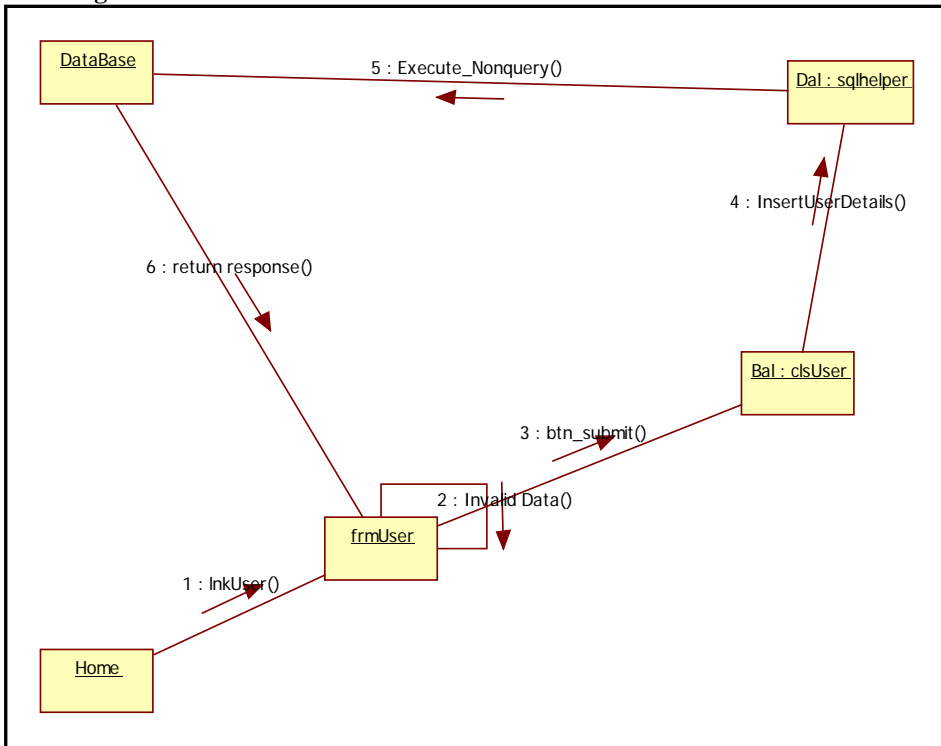 DataBase
5 : Execute_Nonquery()
Dal : sqlhelper
4 : InsertUserDetails()
6 : return response()
Bal : clsUser
3 : btn_submit()
2 : Invalid Data()
frmUser
1 : lnkUser()
Home